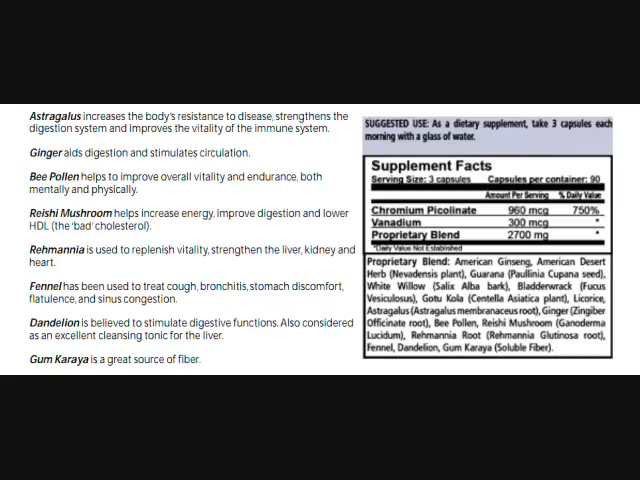 Astragalus increases the body's resistance to disease, strengthens the
digestion system and improves the vitality of the immune system.
Ginger aids digestion and stimulates circulation.
Bee Pollen helps to improve overall vitality and endurance, both
mentally and physically.
Reishi Mushroom helps increase energy, improve digestion and lower
HDL (the 'bad' cholesterol).
Rehmannia is used to replenish vitality, strengthen the liver, kidney and
heart.
Fennel has been used to treat cough, bronchitis, stomach discomfort,
flatulence, and sinus congestion.
Dandelion is believed to stimulate digestive functions. Also considered
as an excellent cleansing tonic for the liver.
Gum Karaya is a great source of fiber.
SUGGESTED USE: As a dietary supplement, take 3 capsules each
morning with a glass of water.
Supplement Facts
Serving Size: 3 capsules Capsules per container: 90
Amount Per Serving % Daily Value
Chromium Picolinate 960 mcg 750%
Vanadium 300 mcg *
Proprietary Blend 2700 mg *
*Daily Value Not Established
Proprietary Blend: American Ginseng, American Desert
Herb (Nevadensis plant), Guarana (Paullinia Cupana seed),
White Willow (Salix Alba bark), Bladderwrack (Fucus
Vesiculosus), Gotu Kola (Centella Asiatica plant), Licorice,
Astragalus (Astragalus membranaceus root), Ginger (Zingiber
Officinate root), Bee Pollen, Reishi Mushroom (Ganoderma
Lucidum), Rehmannia Root (Rehmannia Glutinosa root),
Fennel, Dandelion, Gum Karaya (Soluble Fiber).